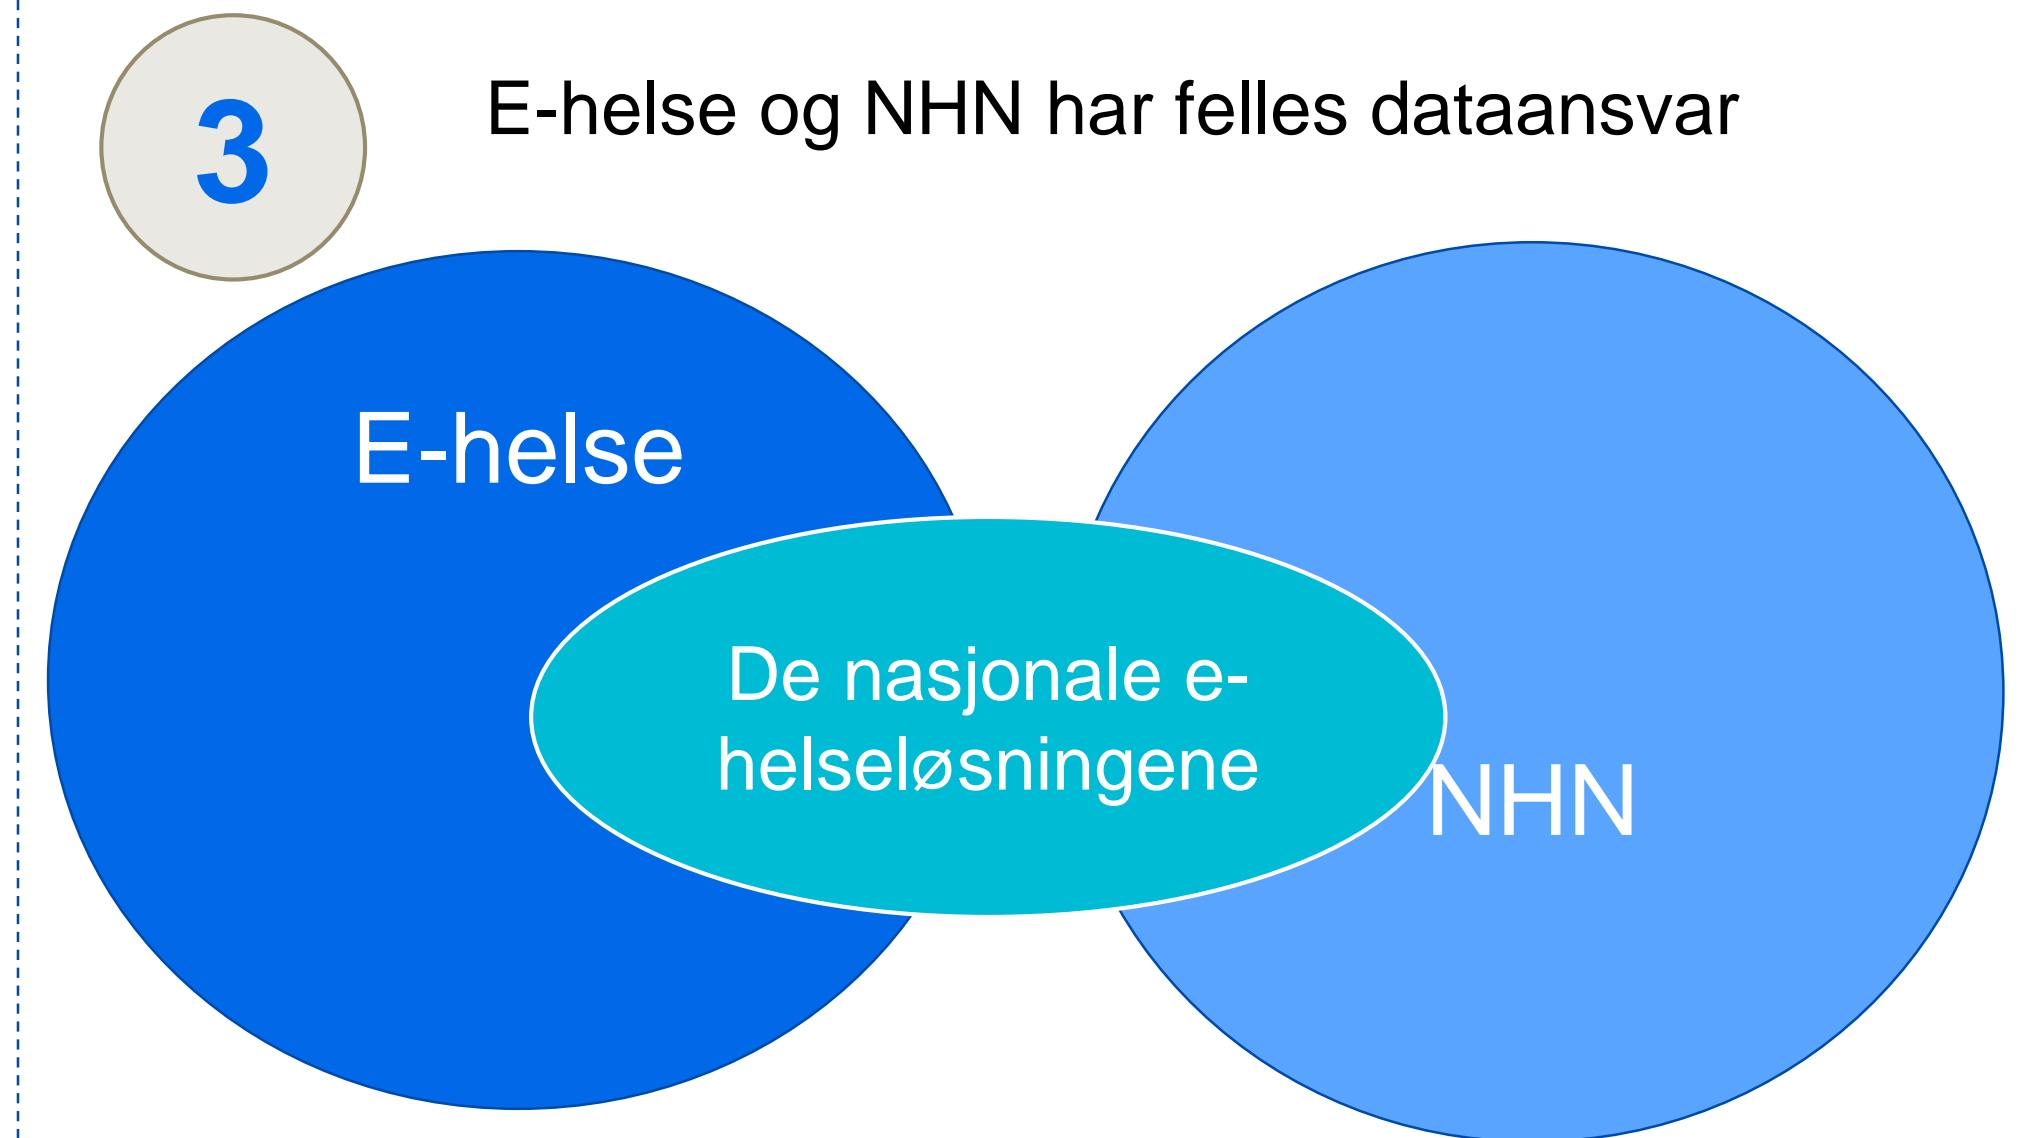 3
E-helse og NHN har felles dataansvar
E-helse
De nasjonale e-
helseløsningene
NHN